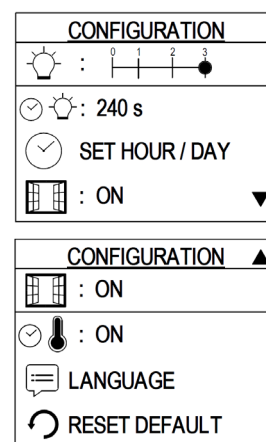 CONFIGURATION
0 1 2 3
:
: 240 s
SET HOUR / DAY
: ON
CONFIGURATION
: ON
: ON
LANGUAGE
RESET DEFAULT